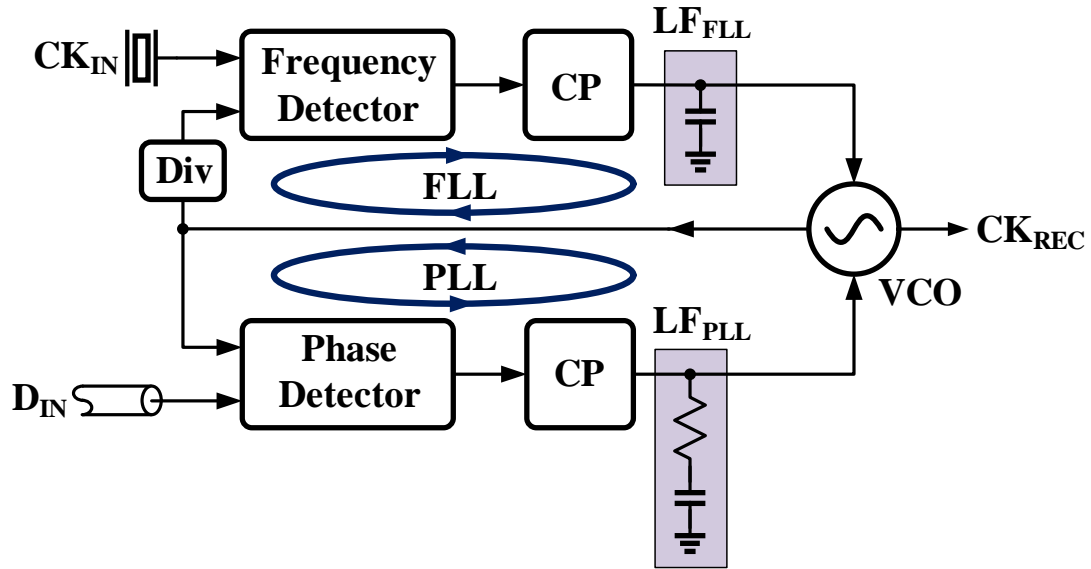 LF_FLL
CK_IN
Frequency
Detector
CP
Div
FLL
CK_REC
PLL
VCO
LF_PLL
Phase
Detector
CP
D_IN